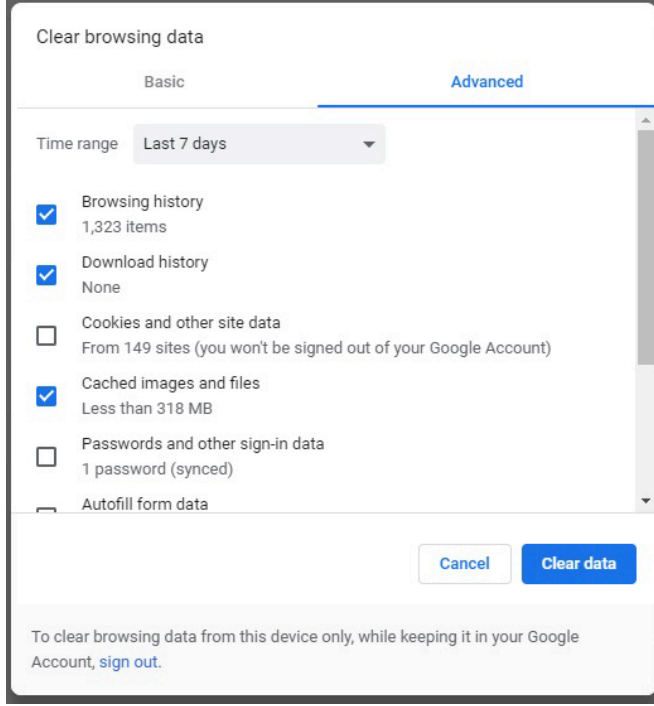 Clear browsing data
Basic
Advanced
Time range
Last 7 days
Browsing history
1,323 items
Download history
None
Cookies and other site data
From 149 sites (you won't be signed out of your Google Account)
Cached images and files
Less than 318 MB
Passwords and other sign-in data
1 password (synced)
Autofill form data
Cancel
Clear data
To clear browsing data from this device only, while keeping it in your Google
Account, sign out.